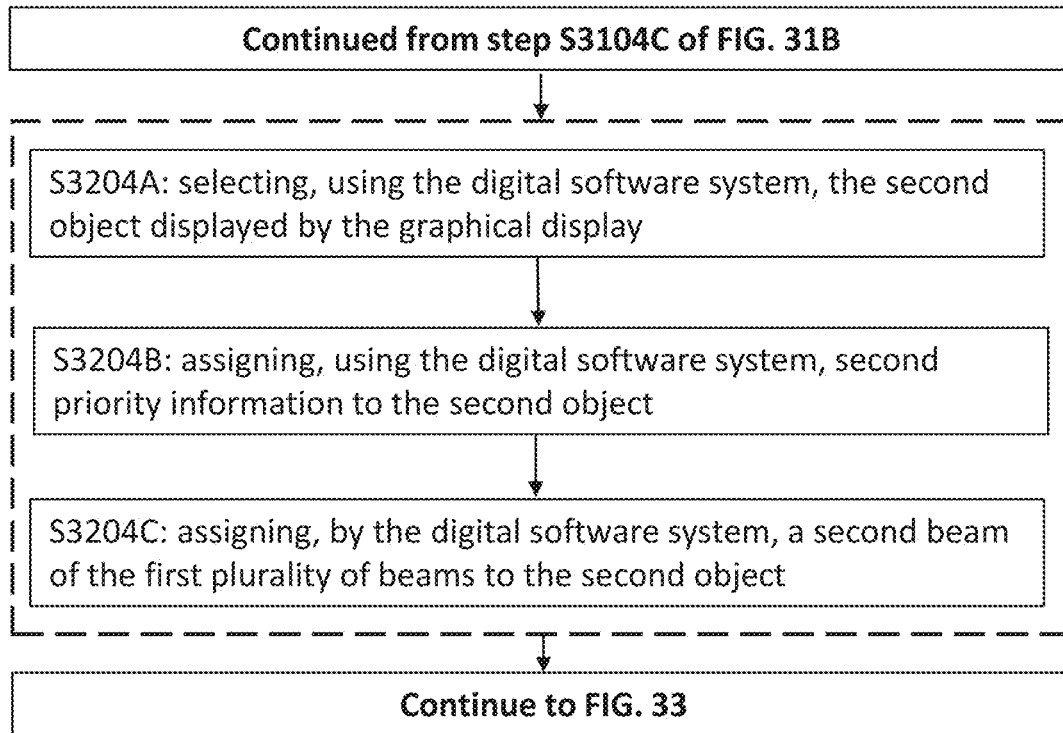 Continued from step S3104C of FIG. 31B
S3204A: selecting, using the digital software system, the second
object displayed by the graphical display
S3204B: assigning, using the digital software system, second
priority information to the second object
S3204C: assigning, by the digital software system, a second beam
of the first plurality of beams to the second object
Continue to FIG. 33